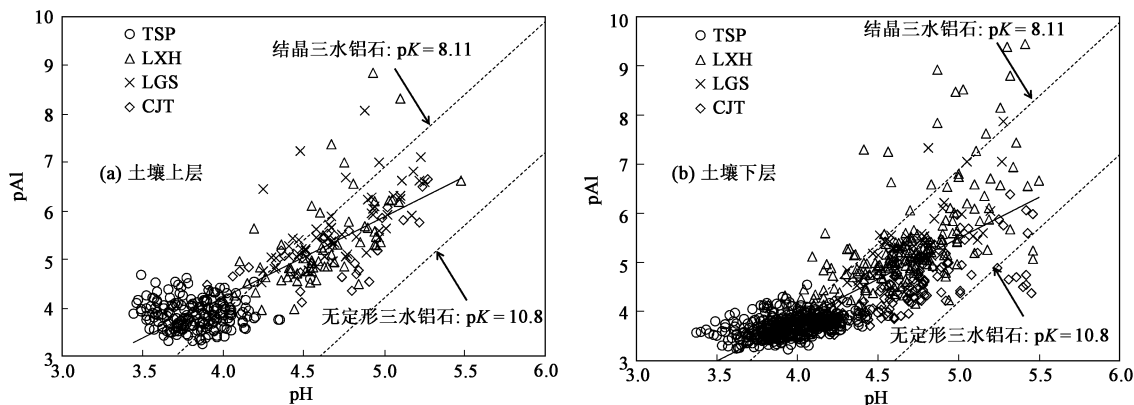 10
9
8
7
6
5
4
3
pAl
○ TSP
△ LXH
× LGS
◇ CJT
结晶三水铝石: pK = 8.11
(a) 土壤上层
无定形三水铝石: pK = 10.8
3.0 3.5 4.0 4.5 5.0 5.5 6.0
pH
10
9
8
7
6
5
4
3
pAl
○ TSP
△ LXH
× LGS
◇ CJT
结晶三水铝石: pK = 8.11
(b) 土壤下层
无定形三水铝石: pK = 10.8
3.0 3.5 4.0 4.5 5.0 5.5 6.0
pH